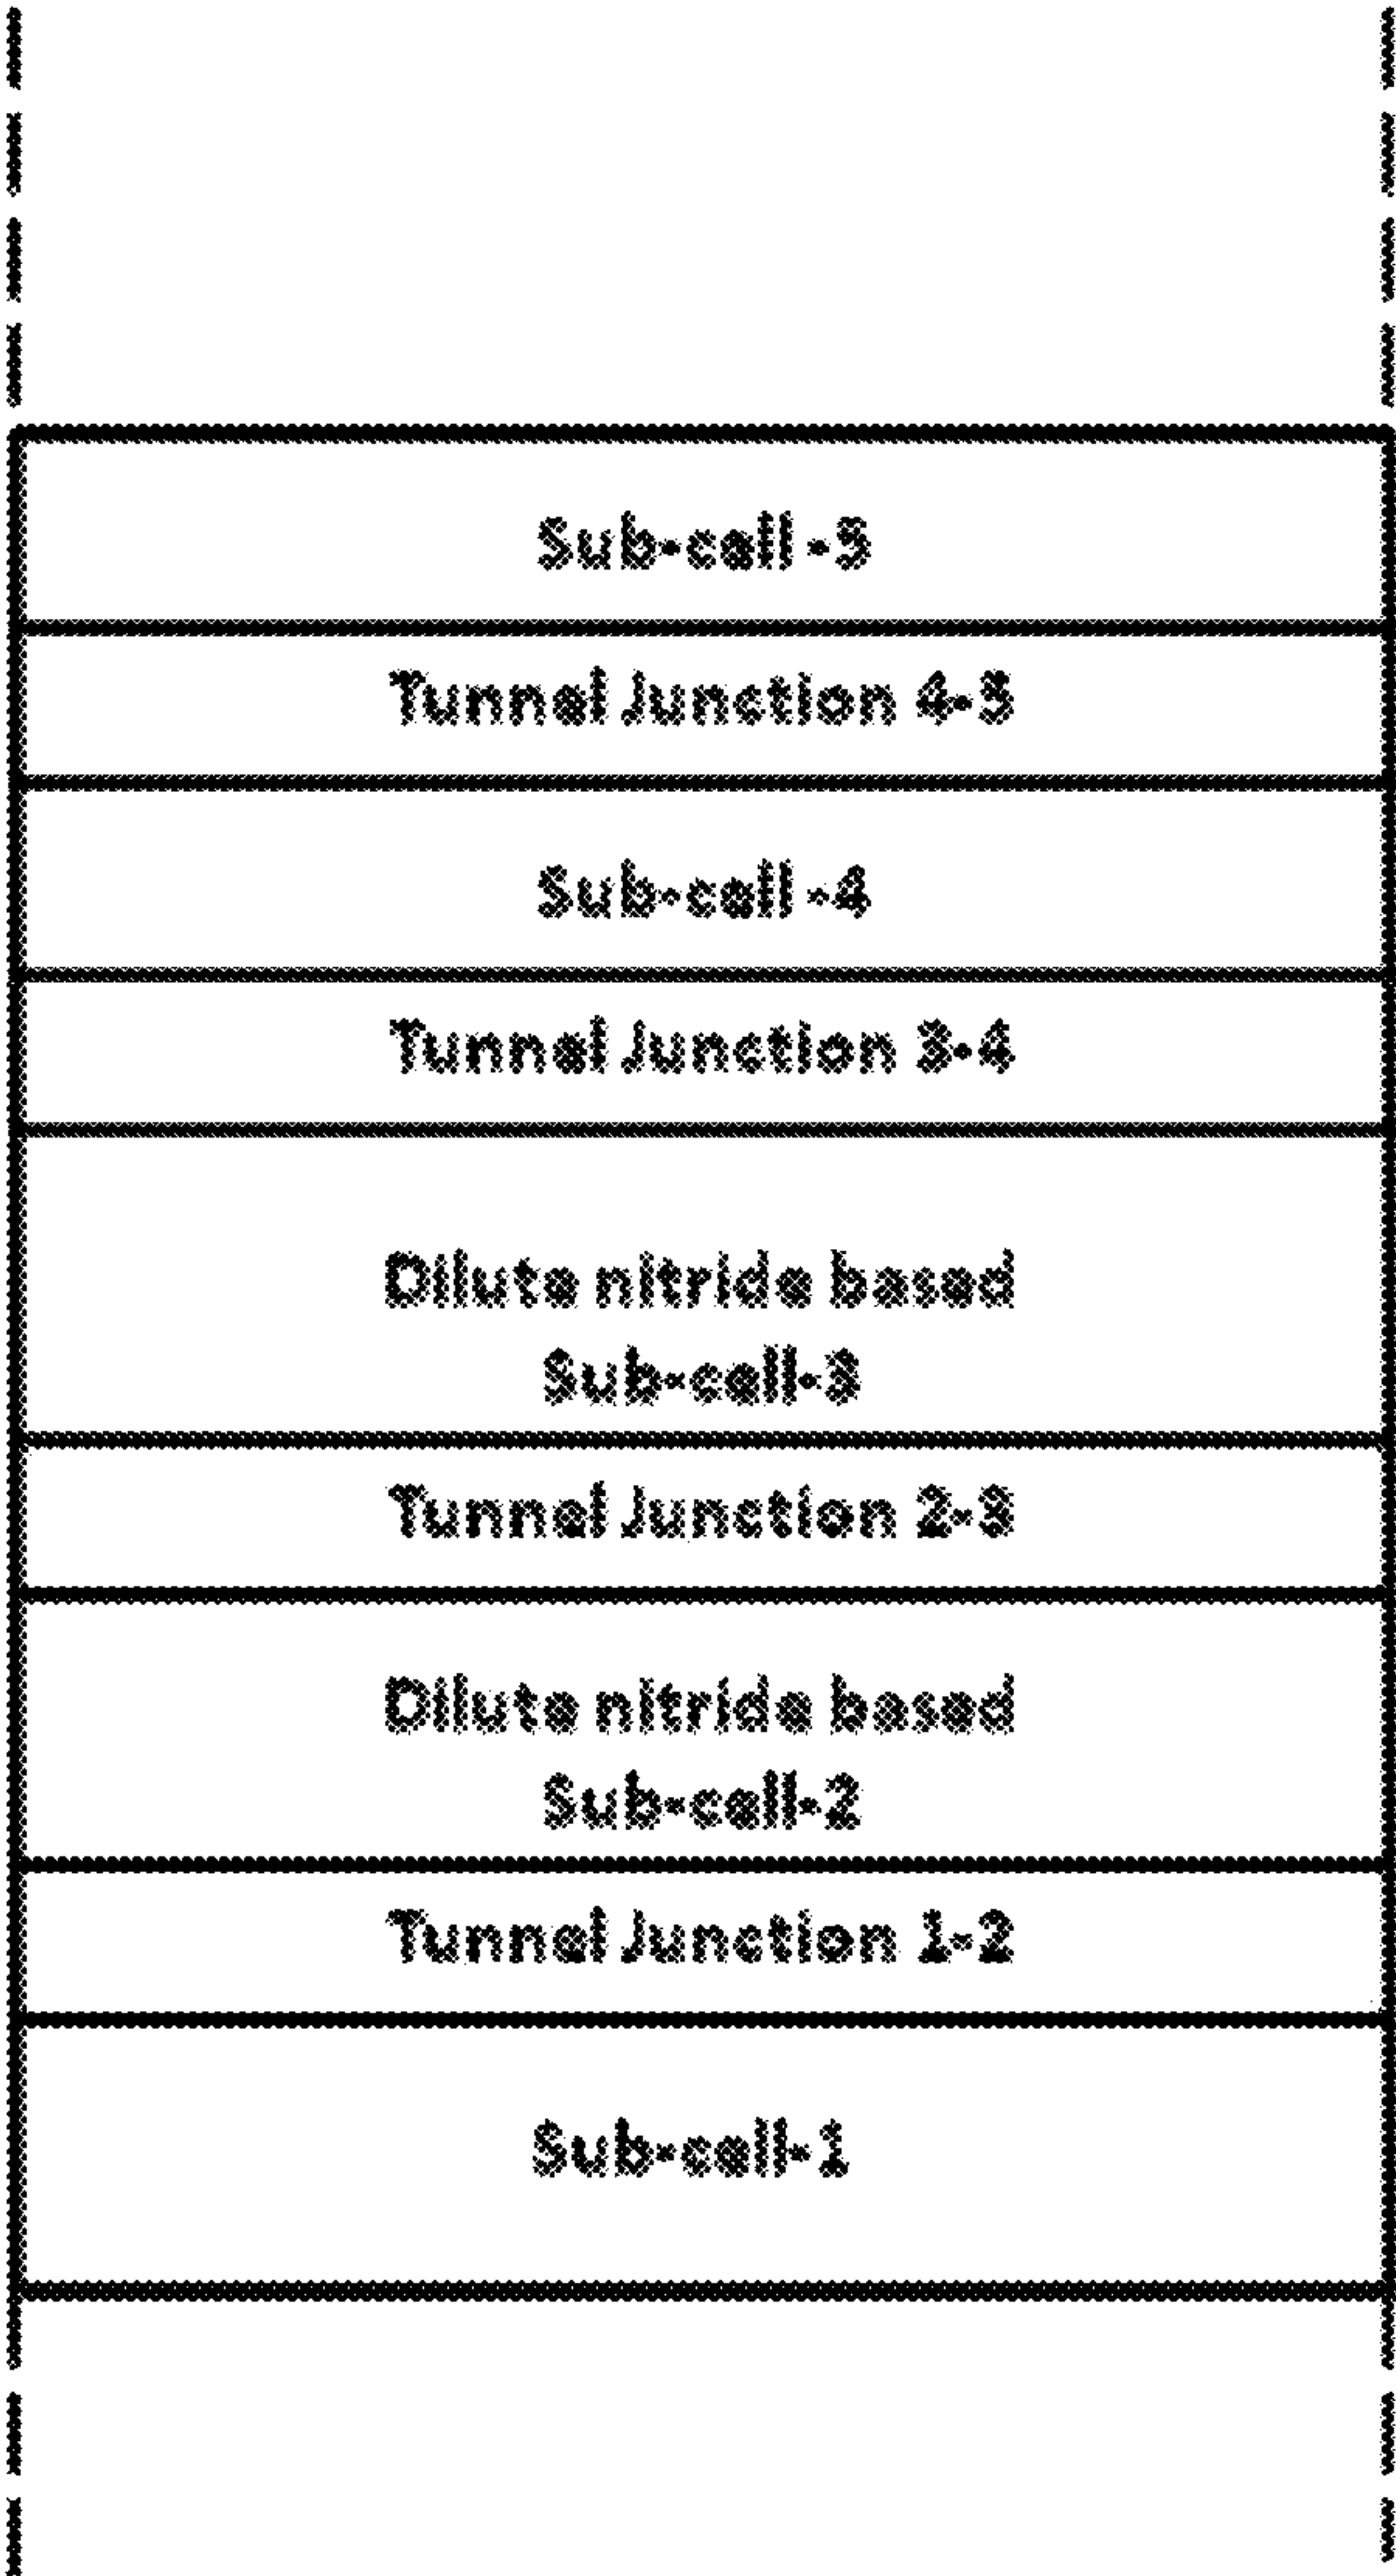 Sub-cell -5
Tunnel Junction 4-5
Sub-cell -4
Tunnel Junction 3-4
Dilute nitride based
Sub-cell-3
Tunnel Junction 2-3
Dilute nitride based
Sub-cell-2
Tunnel Junction 1-2
Sub-cell-1